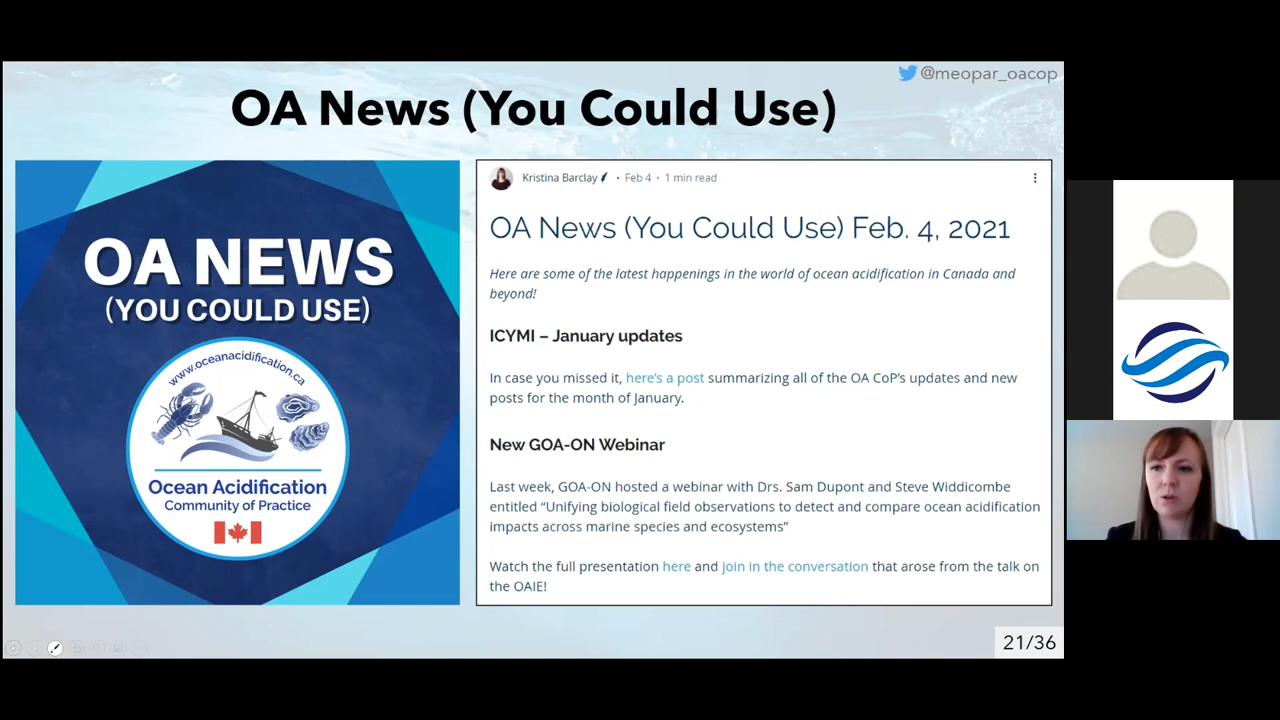 @meopar_oacop
OA News (You Could Use)
OA NEWS
(YOU COULD USE)
www.oceanacidification.ca
Ocean Acidification
Community of Practice
Kristina Barclay · Feb 4 · 1 min read
OA News (You Could Use) Feb. 4, 2021
Here are some of the latest happenings in the world of ocean acidification in Canada and
beyond!
ICYMI – January updates
In case you missed it, here's a post summarizing all of the OA CoP's updates and new
posts for the month of January.
New GOA-ON Webinar
Last week, GOA-ON hosted a webinar with Drs. Sam Dupont and Steve Widdicombe
entitled “Unifying biological field observations to detect and compare ocean acidification
impacts across marine species and ecosystems”
Watch the full presentation here and join in the conversation that arose from the talk on
the OAIE!
21/36